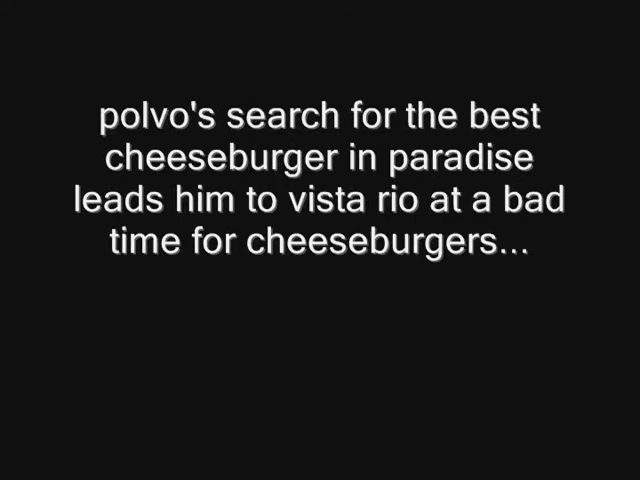 polvo's search for the best
cheeseburger in paradise
leads him to vista rio at a bad
time for cheeseburgers...